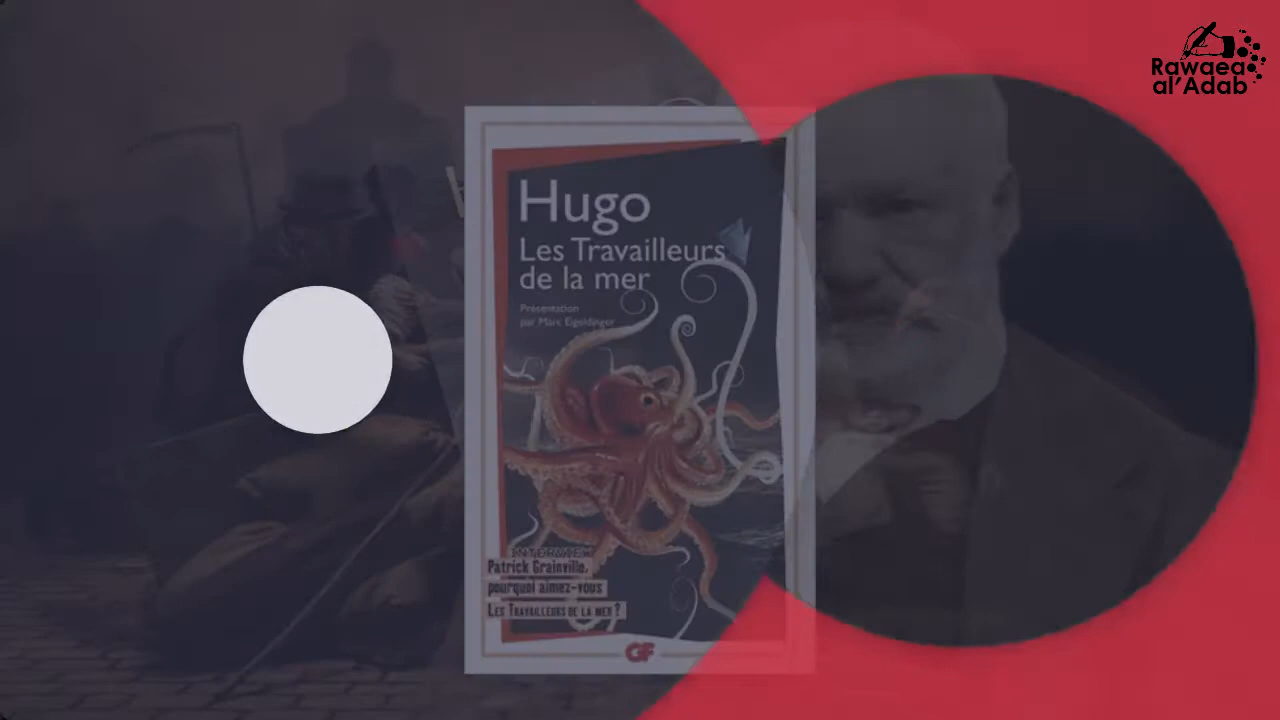 Rawaea
al'Adab
Hugo
Les Travailleurs
de la mer
Présentation
par Marc Eigeldinger
INTERVIEW
Patrick Grainville,
pourquoi aimez-vous
LES TRAVAILLEURS DE LA MER ?
GF